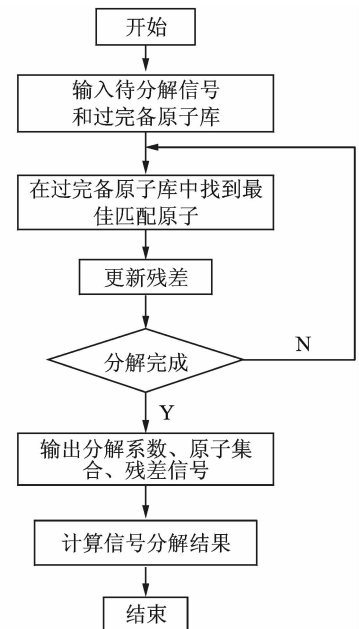 开始
输入待分解信号
和过完备原子库
在过完备原子库中找到最
佳匹配原子
更新残差
分解完成
N
Y
输出分解系数、原子集
合、残差信号
计算信号分解结果
结束